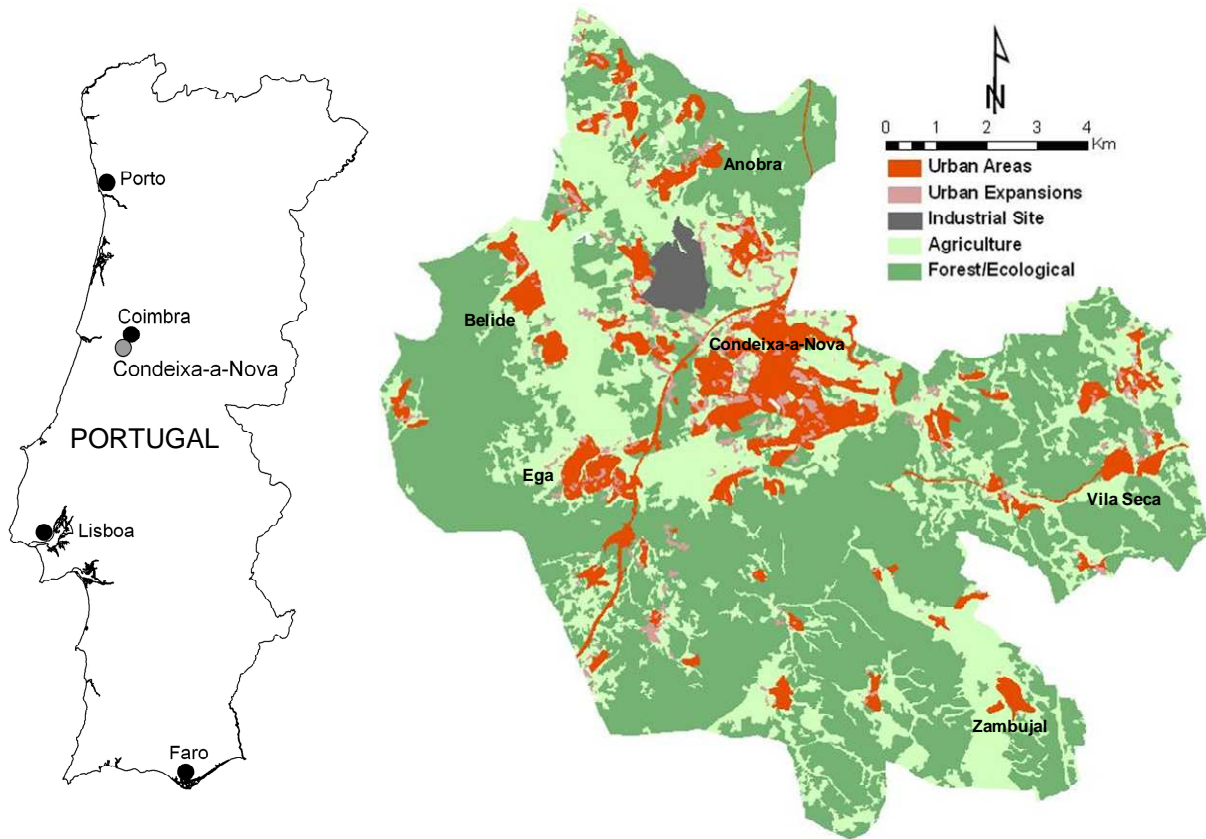 Porto
Coimbra
Condeixa-a-Nova
PORTUGAL
Lisboa
Faro
N
0 1 2 3 4
Km
Urban Areas
Urban Expansions
Industrial Site
Agriculture
Forest/Ecological
Anobra
Belide
Condeixa-a-Nova
Ega
Vila Seca
Zambujal